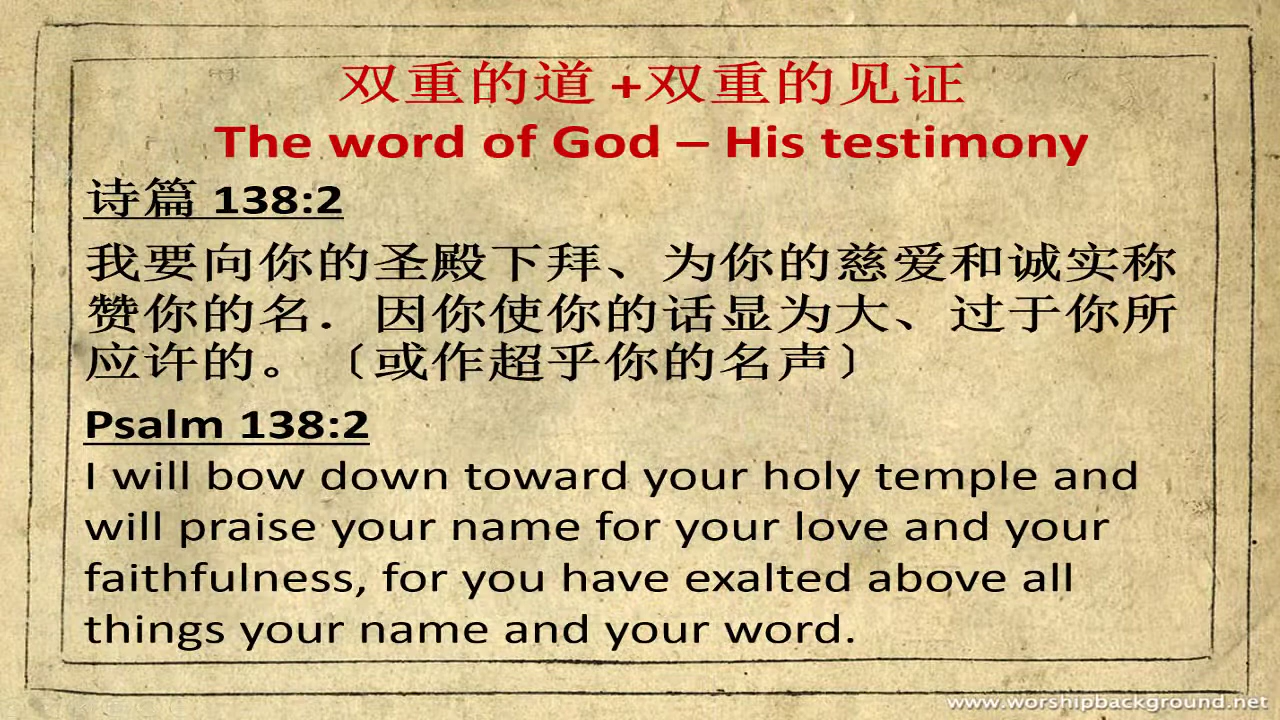 双重的道 +双重的见证
The word of God – His testimony
诗篇 138:2
我要向你的圣殿下拜、为你的慈爱和诚实称
赞你的名．因你使你的话显为大、过于你所
应许的。〔或作超乎你的名声〕
Psalm 138:2
I will bow down toward your holy temple and
will praise your name for your love and your
faithfulness, for you have exalted above all
things your name and your word.
www.worshipbackground.net